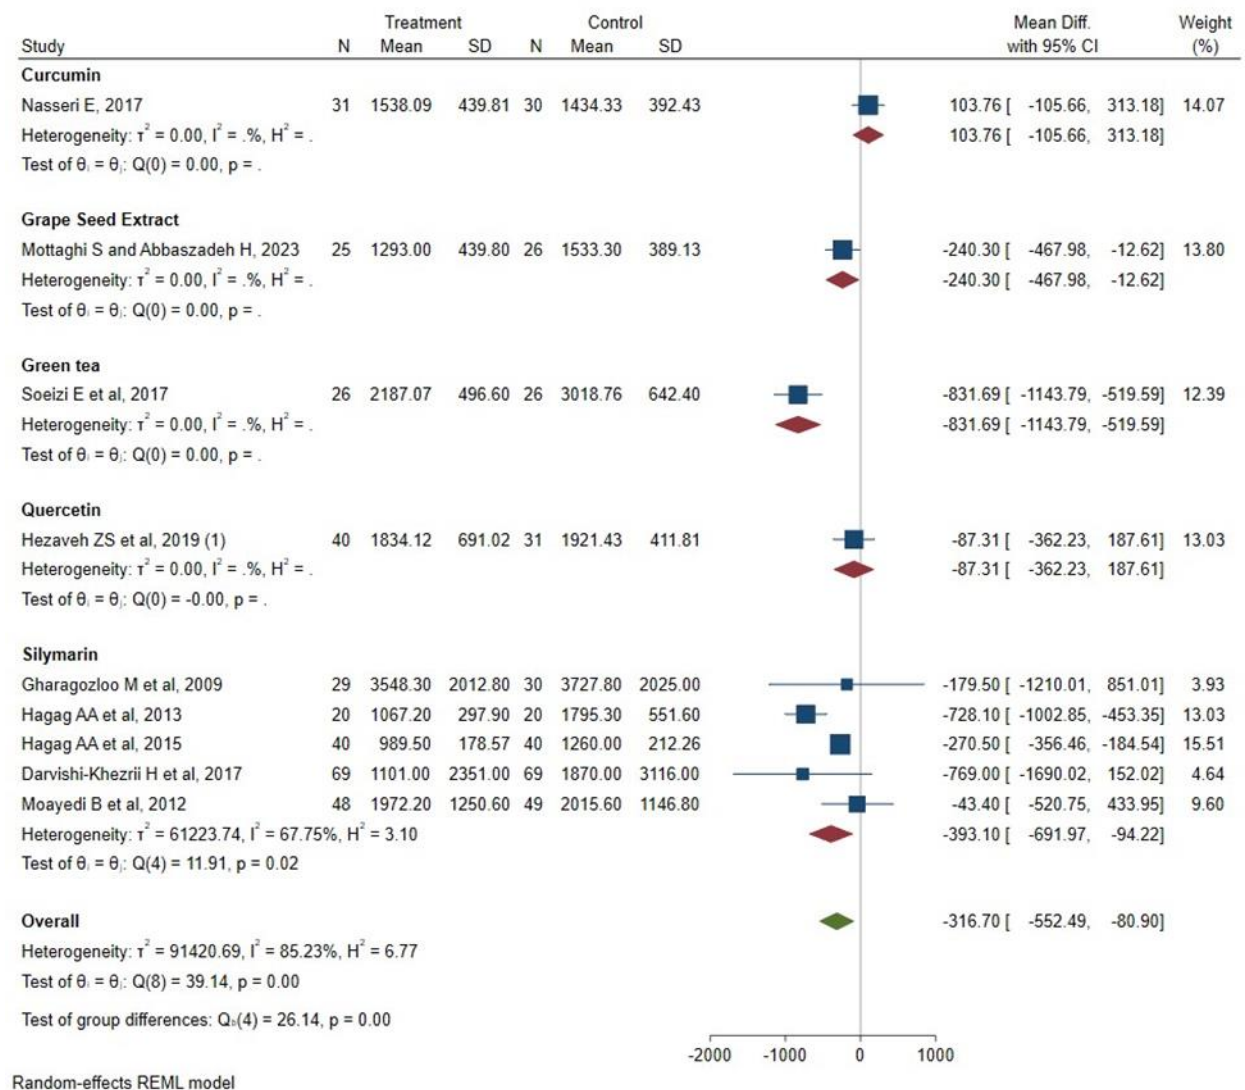 Treatment Control Mean Diff. Weight
Study N Mean SD N Mean SD with 95% CI (%)
Curcumin
Nasseri E, 2017 31 1538.09 439.81 30 1434.33 392.43 103.76 [ -105.66, 313.18] 14.07
Heterogeneity: τ² = 0.00, I² = .%, H² = . 103.76 [ -105.66, 313.18]
Test of θᵢ = θⱼ: Q(0) = 0.00, p = .
Grape Seed Extract
Mottaghi S and Abbaszadeh H, 2023 25 1293.00 439.80 26 1533.30 389.13 -240.30 [ -467.98, -12.62] 13.80
Heterogeneity: τ² = 0.00, I² = .%, H² = . -240.30 [ -467.98, -12.62]
Test of θᵢ = θⱼ: Q(0) = 0.00, p = .
Green tea
Soeizi E et al, 2017 26 2187.07 496.60 26 3018.76 642.40 -831.69 [ -1143.79, -519.59] 12.39
Heterogeneity: τ² = 0.00, I² = .%, H² = . -831.69 [ -1143.79, -519.59]
Test of θᵢ = θⱼ: Q(0) = 0.00, p = .
Quercetin
Hezaveh ZS et al, 2019 (1) 40 1834.12 691.02 31 1921.43 411.81 -87.31 [ -362.23, 187.61] 13.03
Heterogeneity: τ² = 0.00, I² = .%, H² = . -87.31 [ -362.23, 187.61]
Test of θᵢ = θⱼ: Q(0) = -0.00, p = .
Silymarin
Gharagozloo M et al, 2009 29 3548.30 2012.80 30 3727.80 2025.00 -179.50 [ -1210.01, 851.01] 3.93
Hagag AA et al, 2013 20 1067.20 297.90 20 1795.30 551.60 -728.10 [ -1002.85, -453.35] 13.03
Hagag AA et al, 2015 40 989.50 178.57 40 1260.00 212.26 -270.50 [ -356.46, -184.54] 15.51
Darvishi-Khezrii H et al, 2017 69 1101.00 2351.00 69 1870.00 3116.00 -769.00 [ -1690.02, 152.02] 4.64
Moayedi B et al, 2012 48 1972.20 1250.60 49 2015.60 1146.80 -43.40 [ -520.75, 433.95] 9.60
Heterogeneity: τ² = 61223.74, I² = 67.75%, H² = 3.10 -393.10 [ -691.97, -94.22]
Test of θᵢ = θⱼ: Q(4) = 11.91, p = 0.02
Overall -316.70 [ -552.49, -80.90]
Heterogeneity: τ² = 91420.69, I² = 85.23%, H² = 6.77
Test of θᵢ = θⱼ: Q(8) = 39.14, p = 0.00
Test of group differences: Q_b(4) = 26.14, p = 0.00
-2000 -1000 0 1000
Random-effects REML model